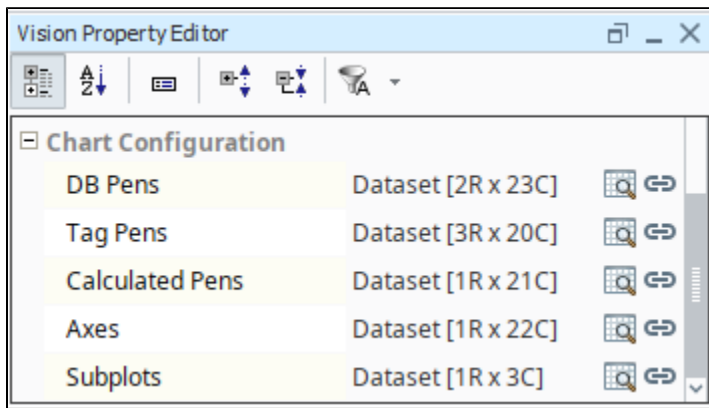 Vision Property Editor
A
Z
A
Chart Configuration
DB Pens Dataset [2R x 23C]
Tag Pens Dataset [3R x 20C]
Calculated Pens Dataset [1R x 21C]
Axes Dataset [1R x 22C]
Subplots Dataset [1R x 3C]